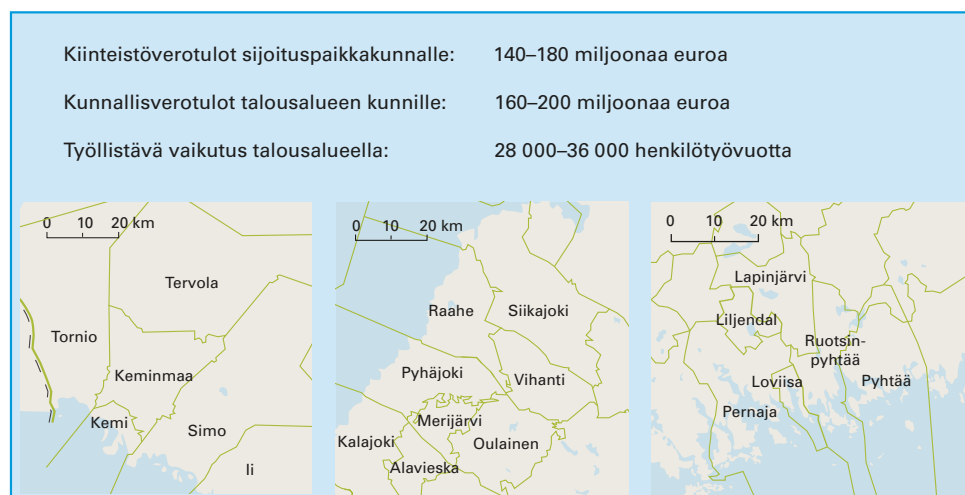 Kiinteistöverotulot sijoituspaikkakunnalle: 140–180 miljoonaa euroa
Kunnallisverotulot talousalueen kunnille: 160–200 miljoonaa euroa
Työllistävä vaikutus talousalueella: 28 000–36 000 henkilötyövuotta
0 10 20 km
Tervola
Tornio
Keminmaa
Kemi
Simo
Ii
0 10 20 km
Raahe
Siikajoki
Pyhäjoki
Vihanti
Merijärvi
Kalajoki
Oulainen
Alavieska
0 10 20 km
Lapinjärvi
Liljendal
Ruotsin-
pyhtää
Loviisa
Pyhtää
Pernaja